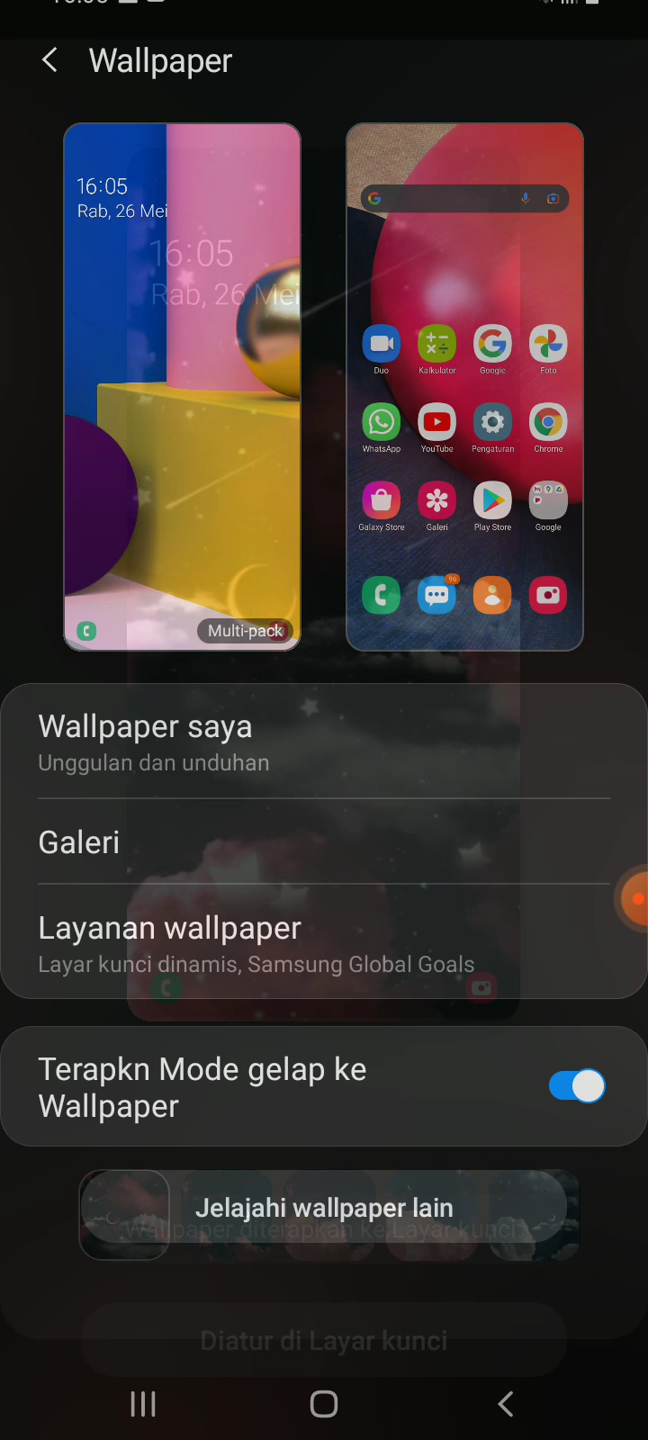 Wallpaper
16:05
Rab, 26 Mei
16:05
Rab, 26 Mei
Multi-pack
Duo
Kalkulator
Google
Foto
WhatsApp
YouTube
Pengaturan
Chrome
Galaxy Store
Galeri
Play Store
Google
Wallpaper saya
Unggulan dan unduhan
Galeri
Layanan wallpaper
Layar kunci dinamis, Samsung Global Goals
Terapkn Mode gelap ke
Wallpaper
Jelajahi wallpaper lain
Wallpaper diterapkan ke Layar kunci
Diatur di Layar kunci